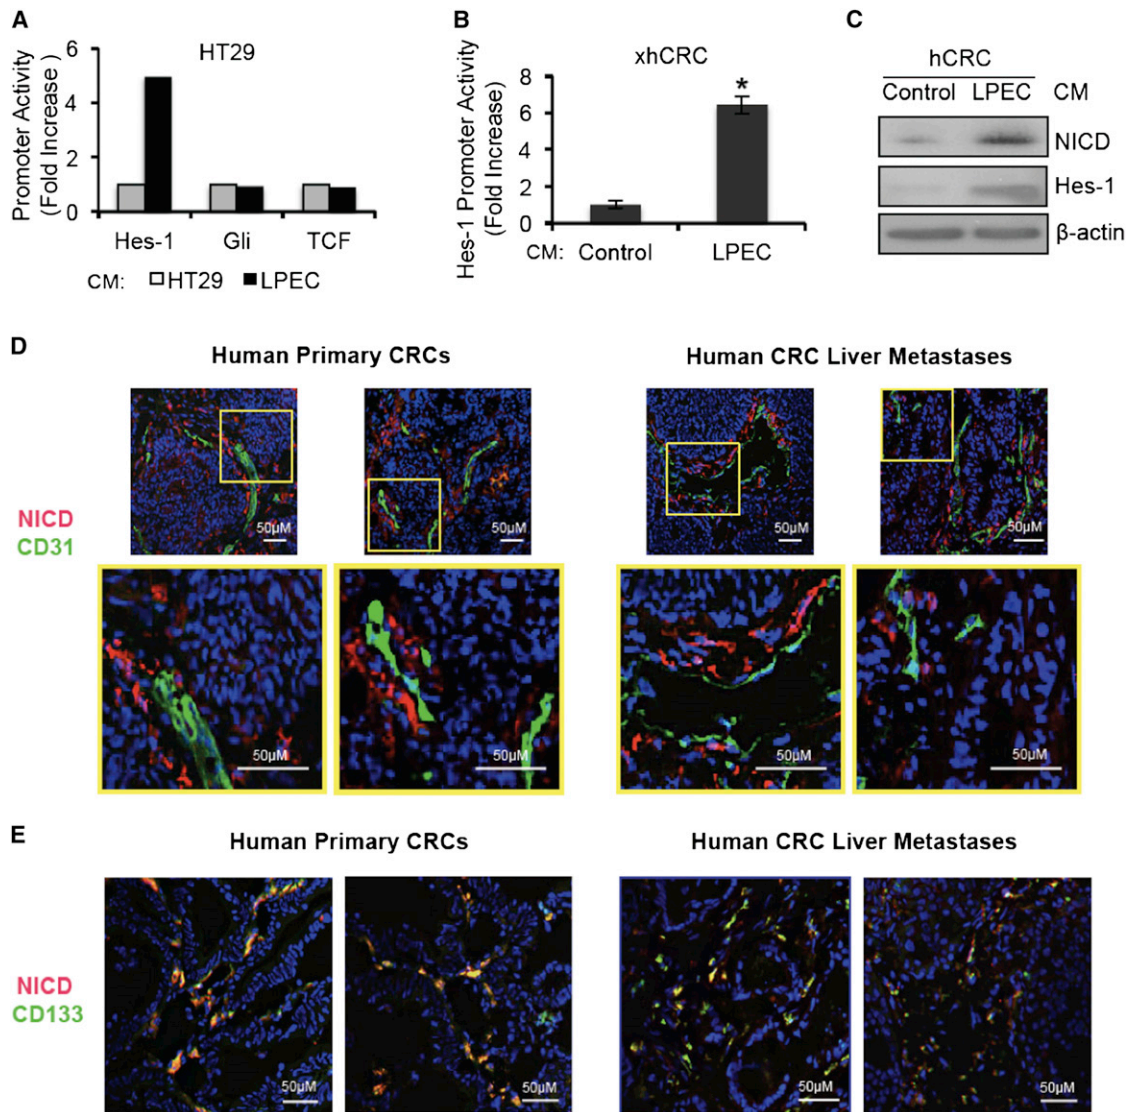 A
HT29
Promoter Activity
(Fold Increase )
6
4
2
0
Hes-1 Gli TCF
CM: HT29 LPEC
B
xhCRC
Hes-1 Promoter Activity
(Fold Increase)
8
6
4
2
0
*
CM: Control LPEC
C
hCRC
Control LPEC CM
NICD
Hes-1
β-actin
D
Human Primary CRCs
Human CRC Liver Metastases
NICD
CD31
50μM
50μM
50μM
50μM
50μM
50μM
50μM
50μM
E
Human Primary CRCs
Human CRC Liver Metastases
NICD
CD133
50μM
50μM
50μM
50μM